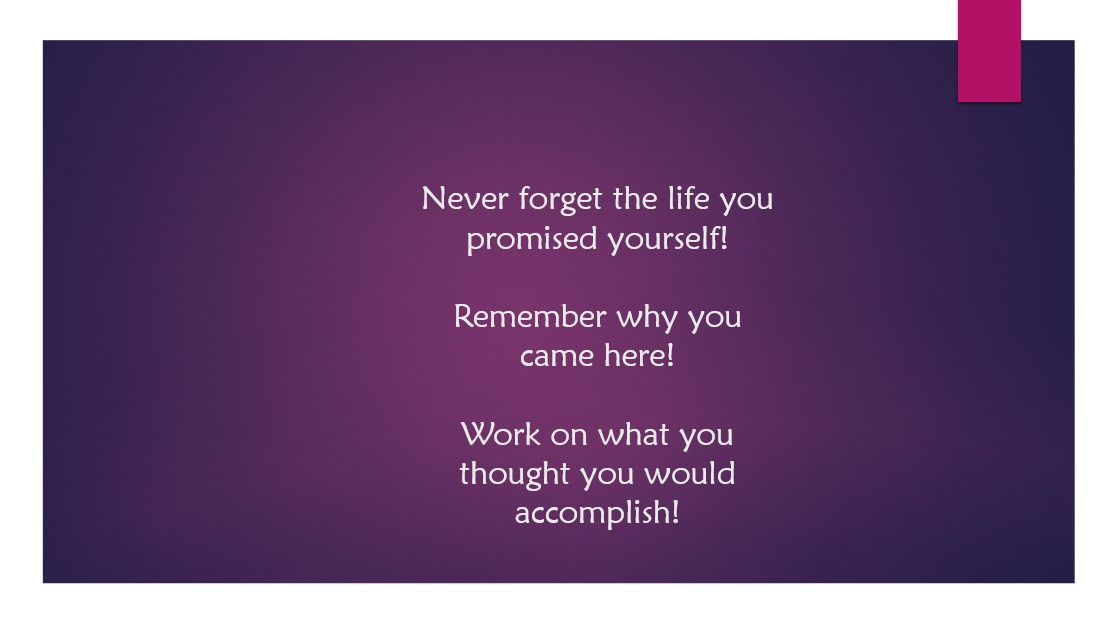 Never forget the life you
promised yourself!
Remember why you
came here!
Work on what you
thought you would
accomplish!